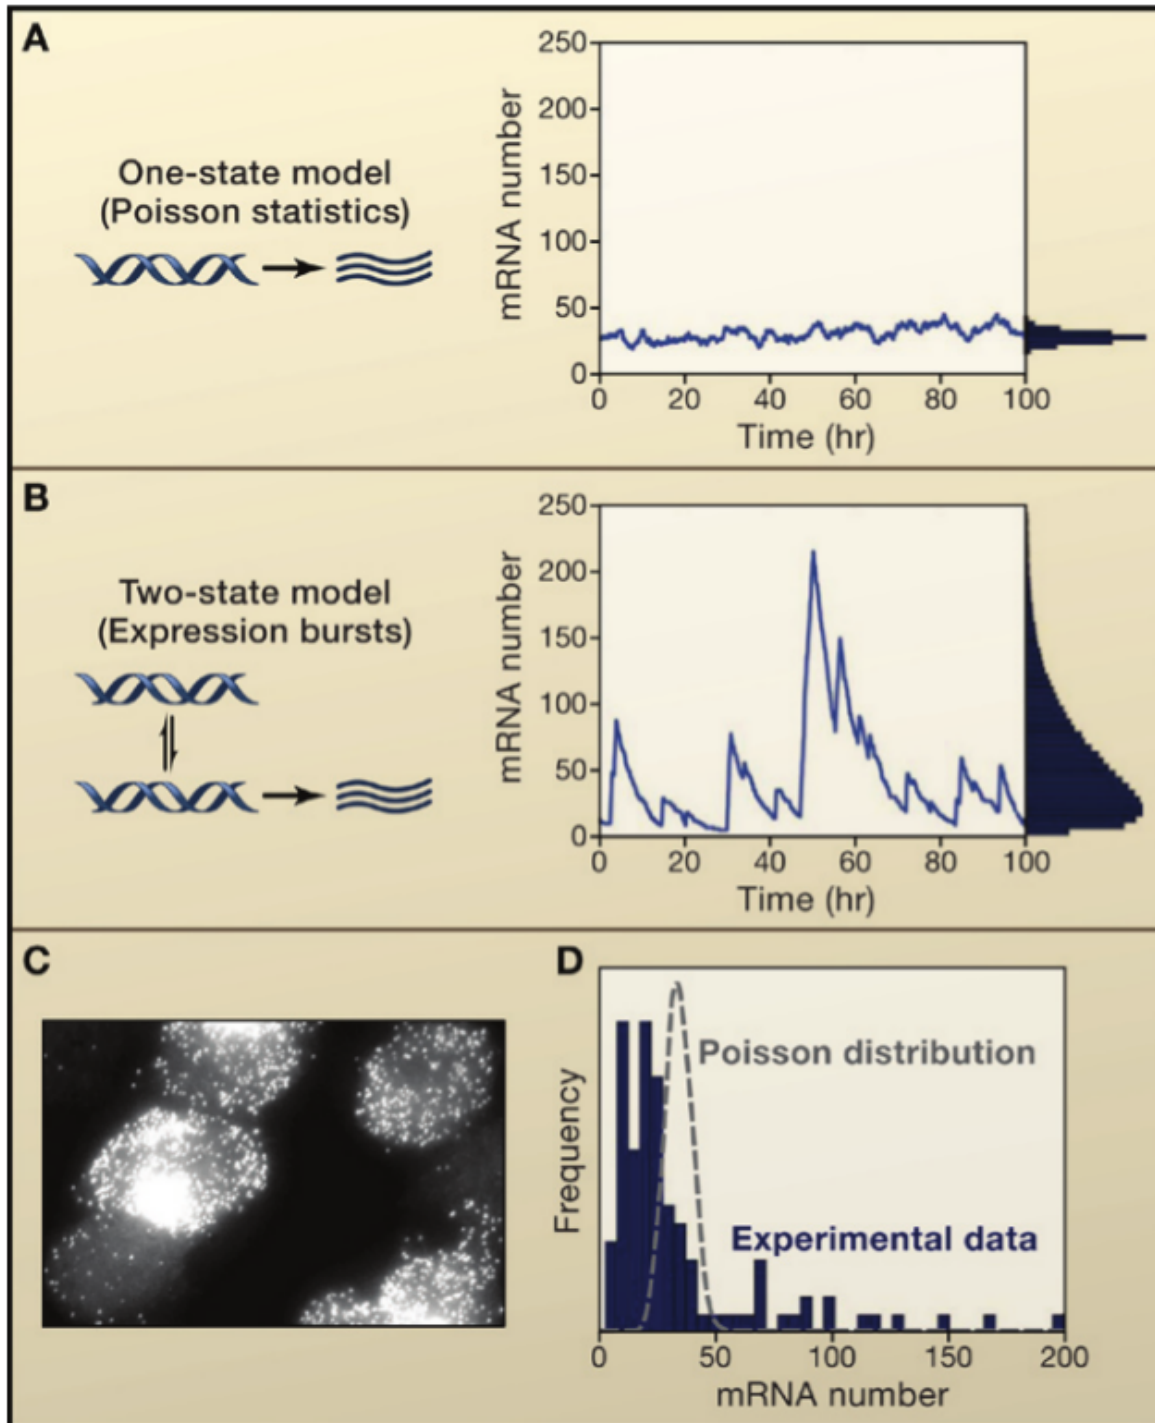 A
One-state model
(Poisson statistics)
mRNA number
250
200
150
100
50
0
0 20 40 60 80 100
Time (hr)
B
Two-state model
(Expression bursts)
mRNA number
250
200
150
100
50
0
0 20 40 60 80 100
Time (hr)
C
D
Frequency
Poisson distribution
Experimental data
0 50 100 150 200
mRNA number